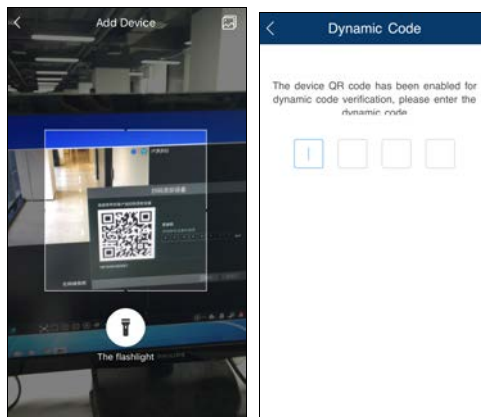 Add Device
The flashlight
Dynamic Code
The device QR code has been enabled for
dynamic code verification, please enter the
dynamic code